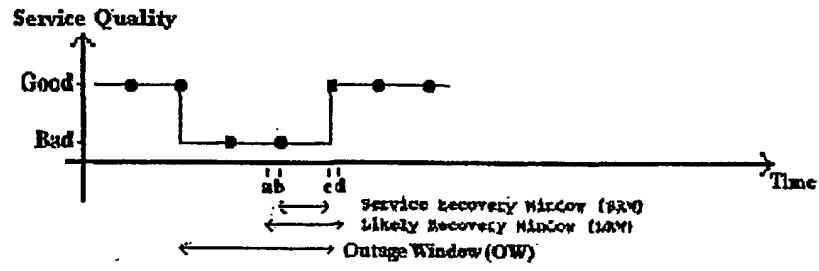 Service Quality
Good
Bad
a b c d
Time
Service Recovery Window (SRW)
Likely Recovery Window (LRW)
Outage Window (OW)